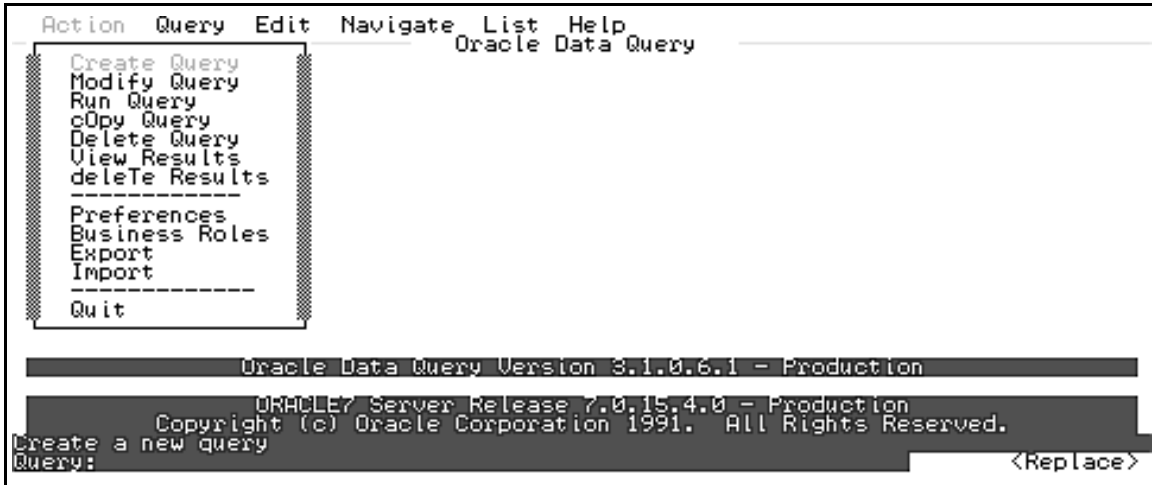 Action Query Edit Navigate List Help
Oracle Data Query
Create Query
Modify Query
Run Query
cOpy Query
Delete Query
View Results
deleTe Results
-------------
Preferences
Business Roles
Export
Import
--------------
Quit
Oracle Data Query Version 3.1.0.6.1 - Production
ORACLE7 Server Release 7.0.15.4.0 - Production
Copyright (c) Oracle Corporation 1991. All Rights Reserved.
Create a new query
Query: <Replace>